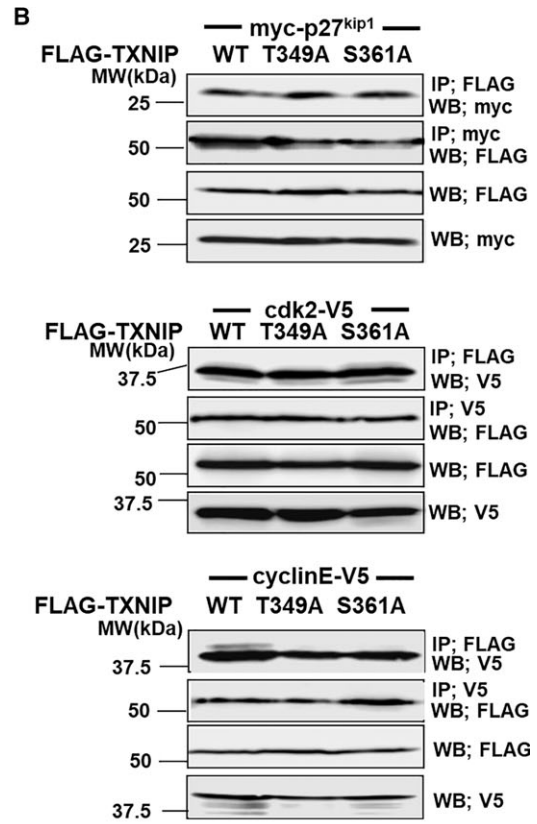 B
myc-p27kip1
FLAG-TXNIP WT T349A S361A
MW(kDa)
25
IP; FLAG
WB; myc
50
IP; myc
WB; FLAG
50
WB; FLAG
25
WB; myc
cdk2-V5
FLAG-TXNIP WT T349A S361A
MW(kDa)
37.5
IP; FLAG
WB; V5
50
IP; V5
WB; FLAG
50
WB; FLAG
37.5
WB; V5
cyclinE-V5
FLAG-TXNIP WT T349A S361A
MW(kDa)
37.5
IP; FLAG
WB; V5
50
IP; V5
WB; FLAG
50
WB; FLAG
37.5
WB; V5